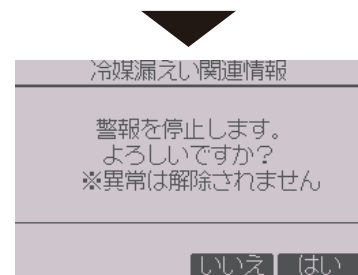 冷媒漏えい関連情報
警報を停止します。
よろしいですか？
※異常は解除されません
いいえ はい